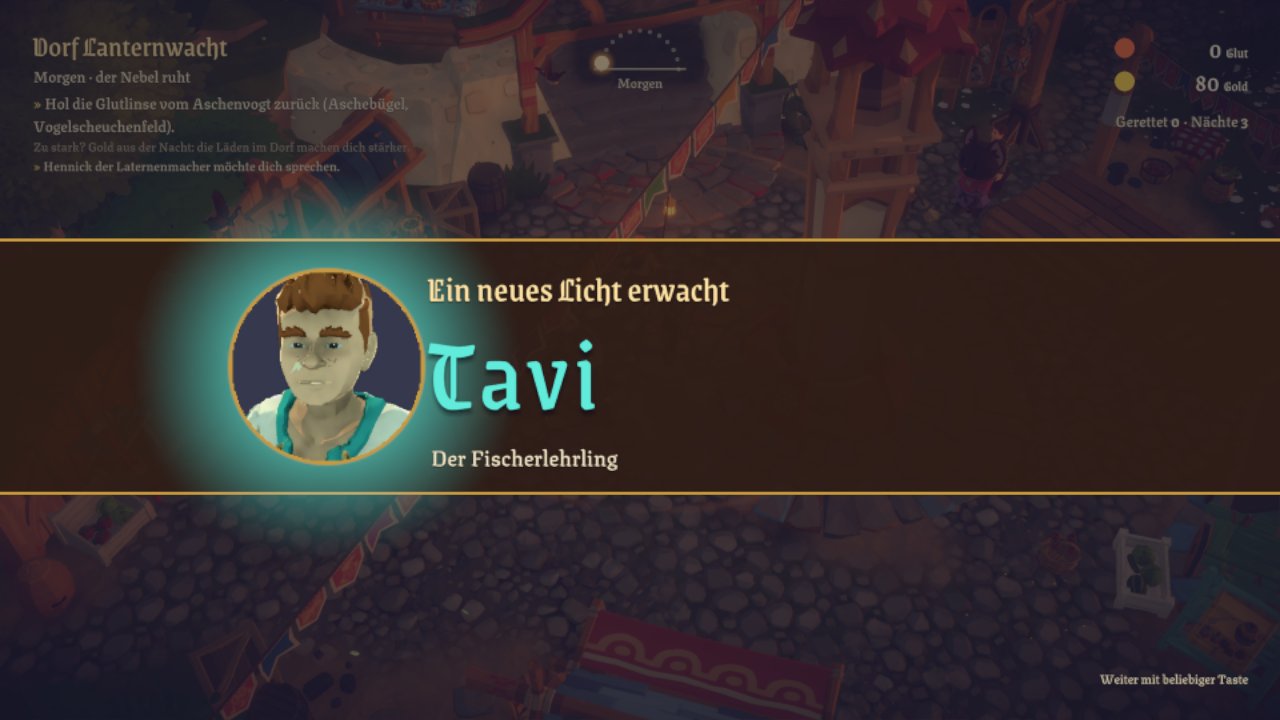 Dorf Lanternwacht
Morgen · der Nebel ruht
» Hol die Glutlinse vom Aschenvogt zurück (Aschebügel,
Vogelscheuchenfeld).
Zu stark? Gold aus der Nacht: die Läden im Dorf machen dich stärker.
» Hennick der Laternenmacher möchte dich sprechen.
Morgen
0 Glut
80 Gold
Gerettet 0 · Nächte 3
Ein neues Licht erwacht
Tavi
Der Fischerlehrling
Weiter mit beliebiger Taste